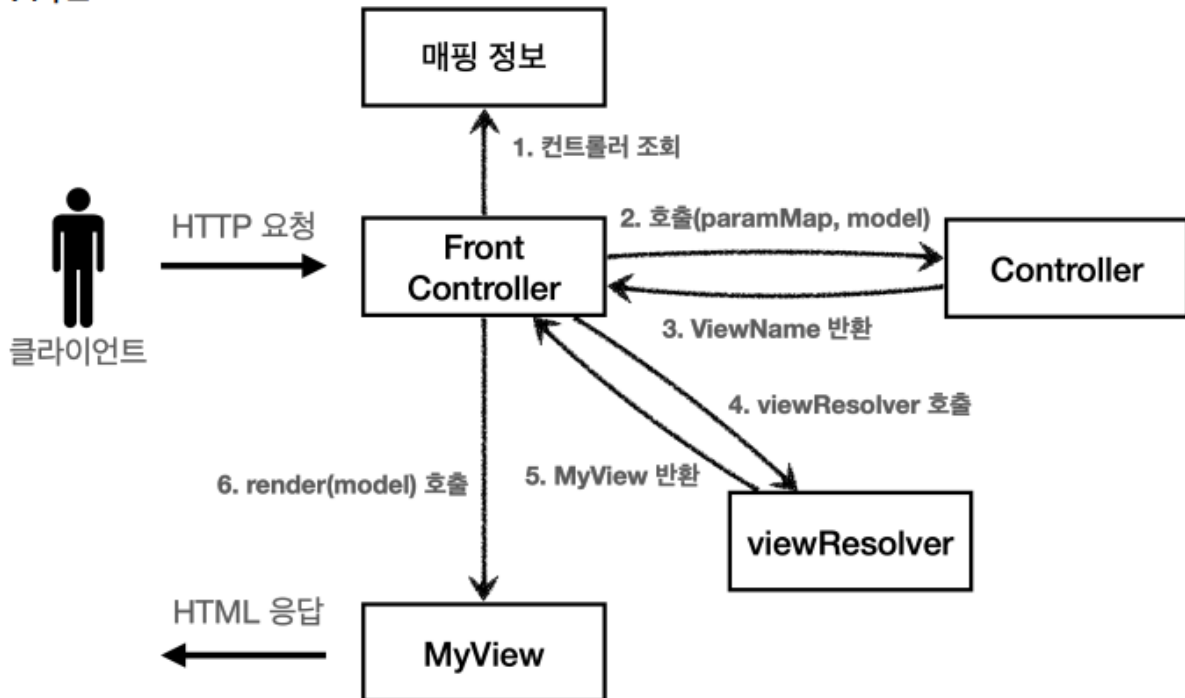 매핑 정보
1. 컨트롤러 조회
HTTP 요청
Front
Controller
2. 호출(paramMap, model)
Controller
3. ViewName 반환
클라이언트
4. viewResolver 호출
5. MyView 반환
6. render(model) 호출
viewResolver
HTML 응답
MyView